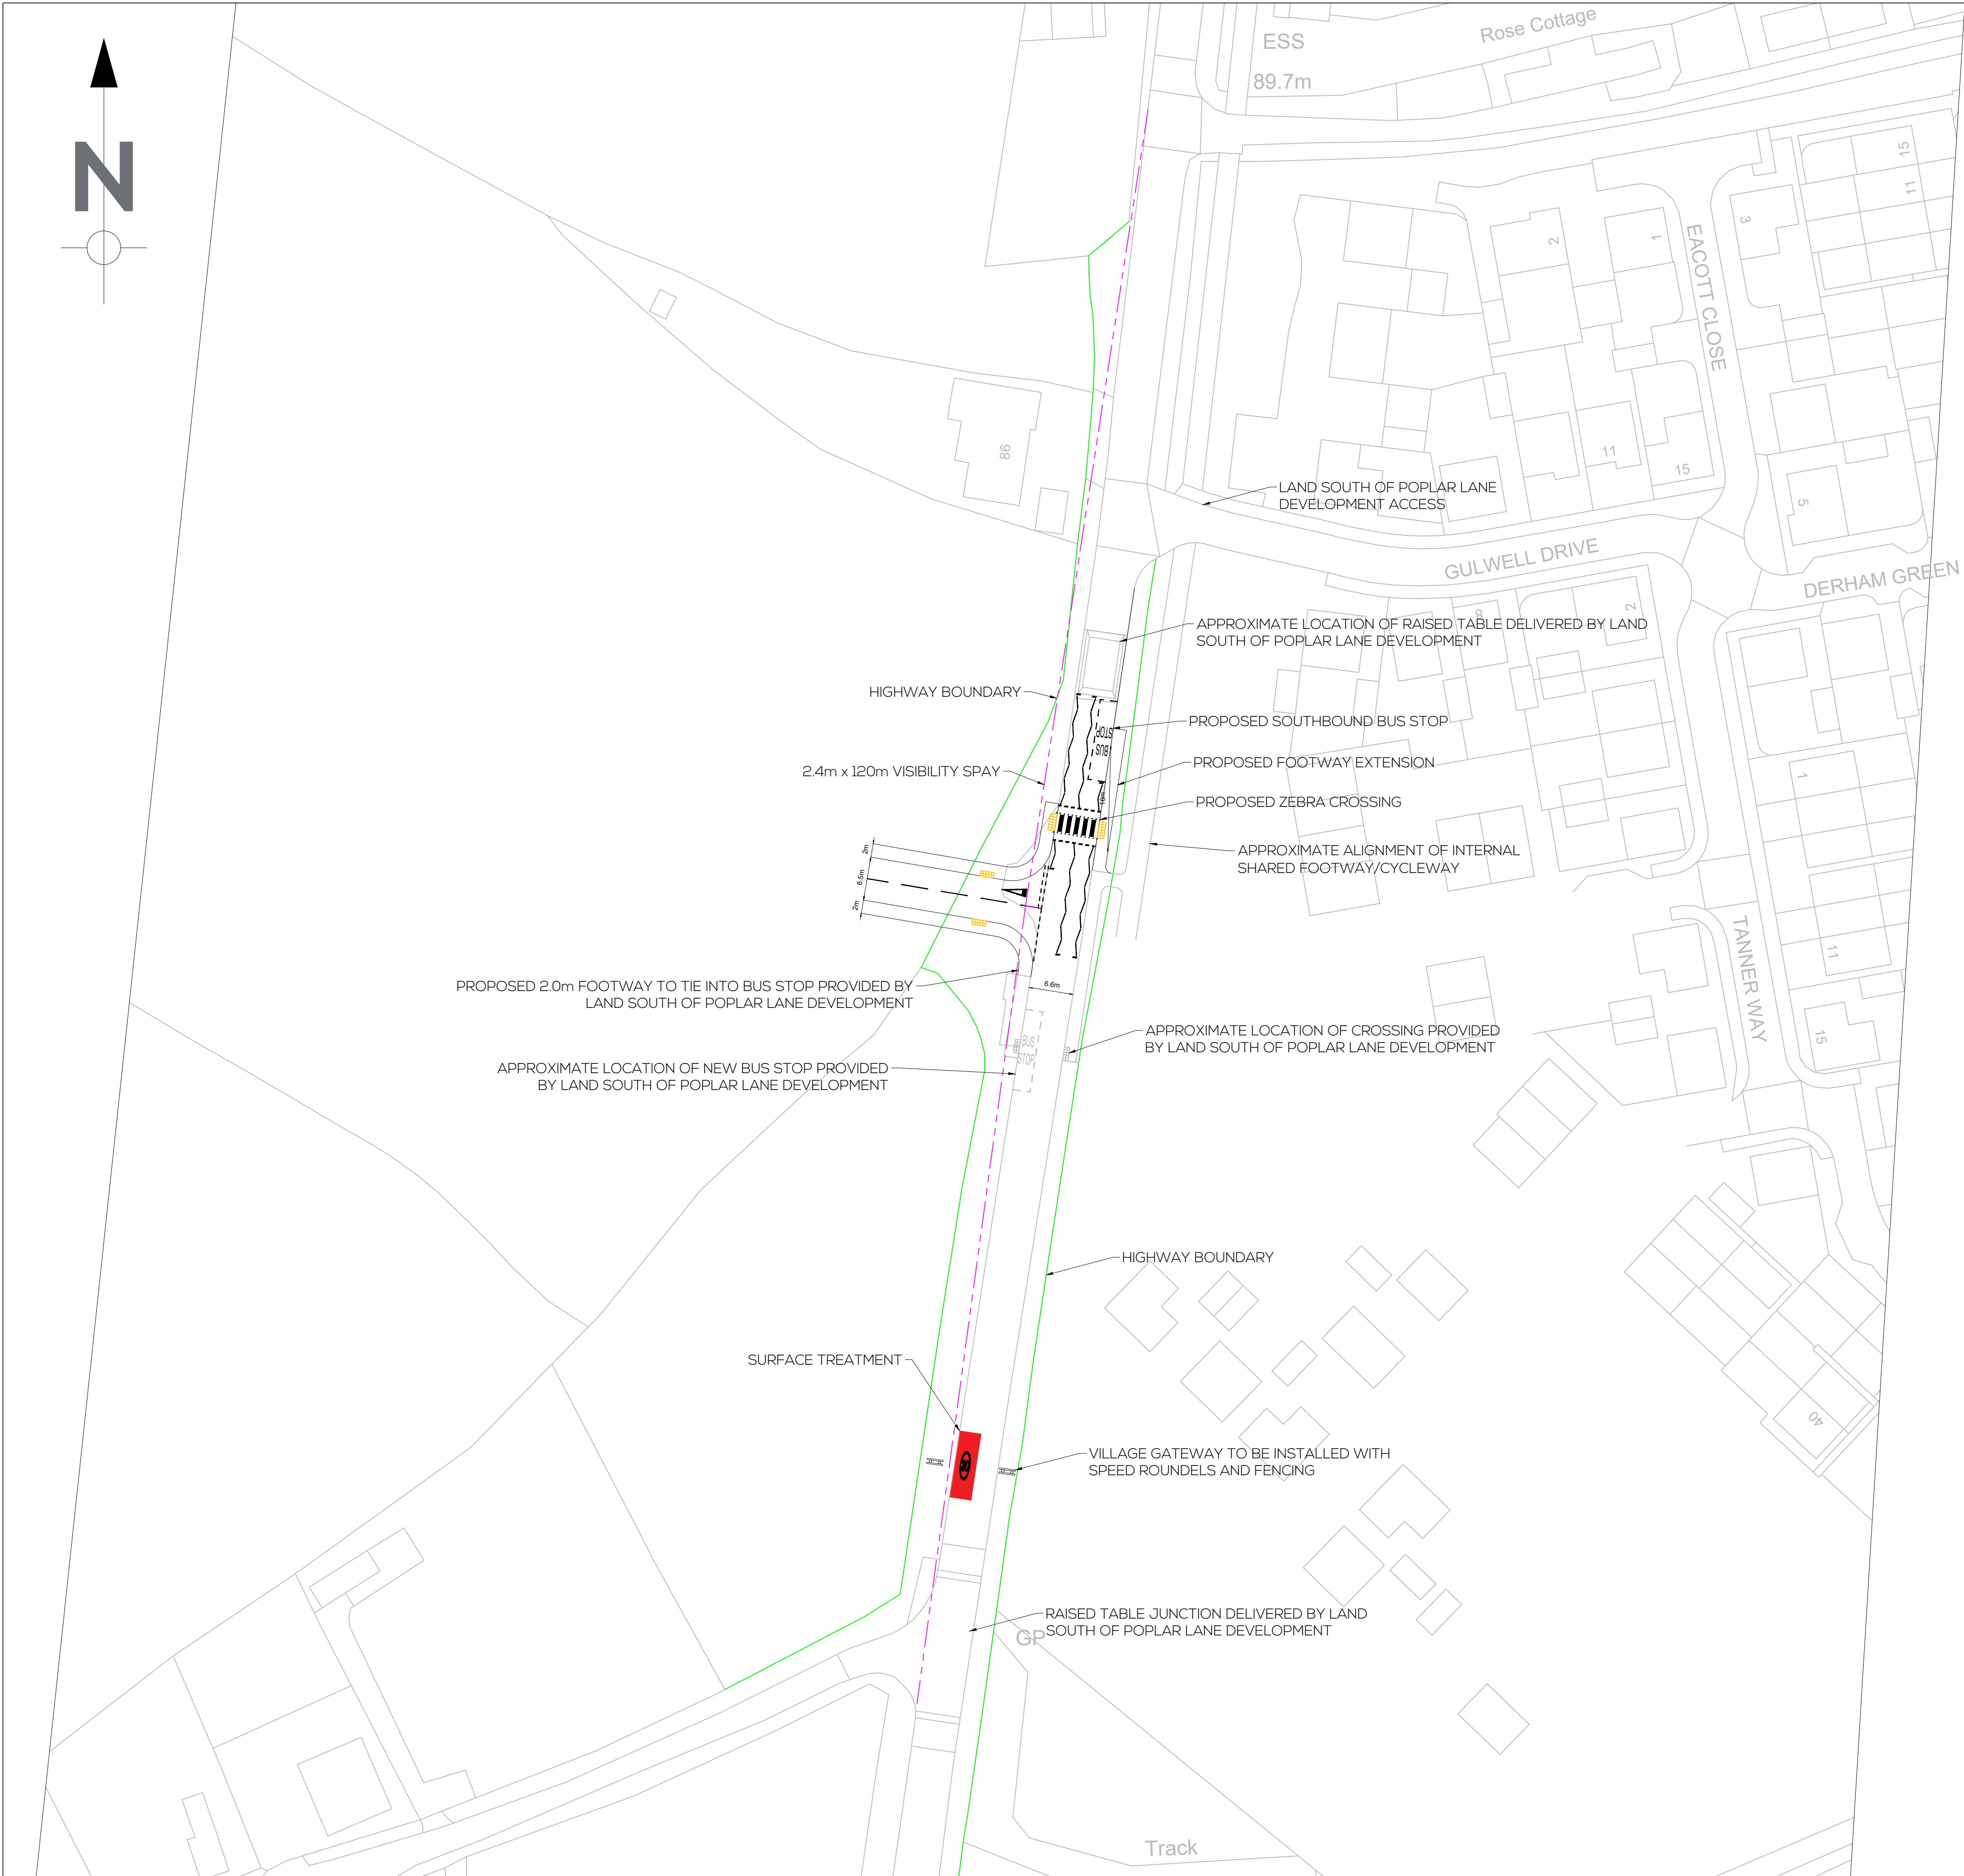 N
ESS
89.7m
Rose Cottage
15
11
3
2
1
EACOTT CLOSE
86
11
15
5
LAND SOUTH OF POPLAR LANE
DEVELOPMENT ACCESS
GULWELL DRIVE
DERHAM GREEN
8
2
APPROXIMATE LOCATION OF RAISED TABLE DELIVERED BY LAND
SOUTH OF POPLAR LANE DEVELOPMENT
HIGHWAY BOUNDARY
PROPOSED SOUTHBOUND BUS STOP
BUS
STOP
2.4m x 120m VISIBILITY SPAY
PROPOSED FOOTWAY EXTENSION
1
PROPOSED ZEBRA CROSSING
APPROXIMATE ALIGNMENT OF INTERNAL
SHARED FOOTWAY/CYCLEWAY
2m
6.5m
2m
TANNER WAY
11
15
PROPOSED 2.0m FOOTWAY TO TIE INTO BUS STOP PROVIDED BY
LAND SOUTH OF POPLAR LANE DEVELOPMENT
6.6m
BUS
STOP
APPROXIMATE LOCATION OF CROSSING PROVIDED
BY LAND SOUTH OF POPLAR LANE DEVELOPMENT
APPROXIMATE LOCATION OF NEW BUS STOP PROVIDED
BY LAND SOUTH OF POPLAR LANE DEVELOPMENT
HIGHWAY BOUNDARY
SURFACE TREATMENT
40
VILLAGE GATEWAY TO BE INSTALLED WITH
SPEED ROUNDELS AND FENCING
RAISED TABLE JUNCTION DELIVERED BY LAND
SOUTH OF POPLAR LANE DEVELOPMENT
GP
Track